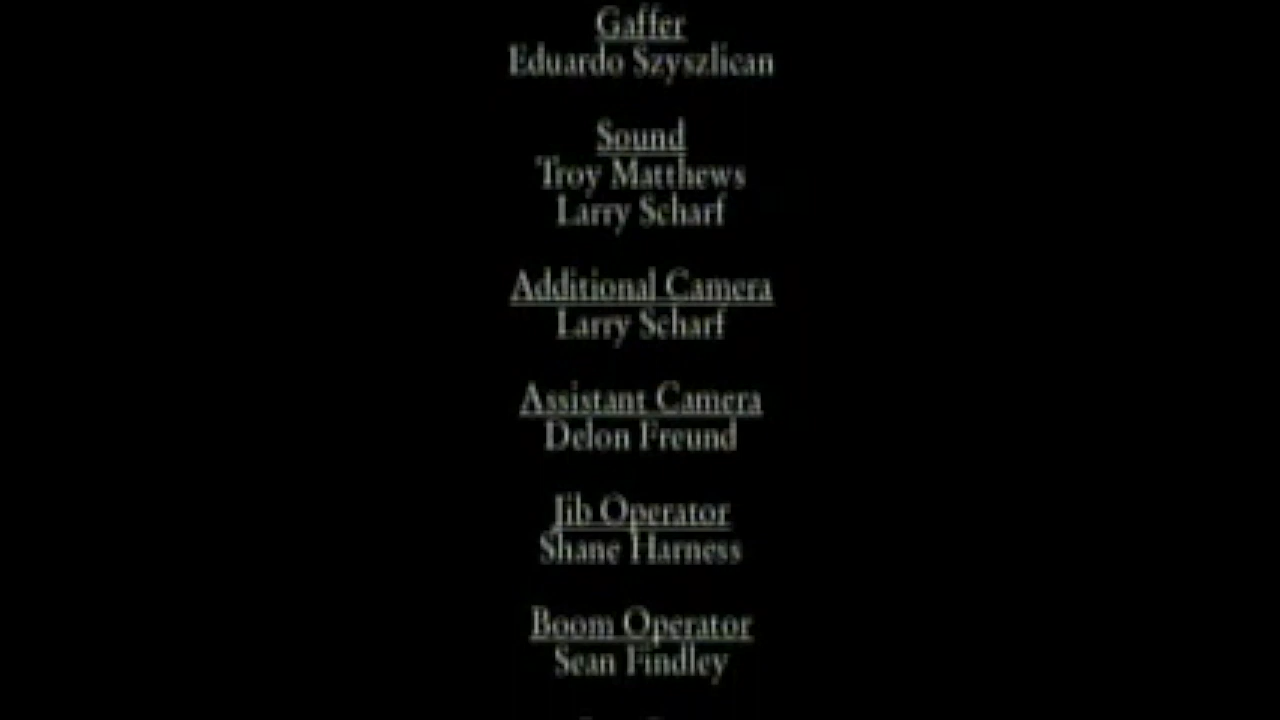 Gaffer
Eduardo Szyszlican
Sound
Troy Matthews
Larry Scharf
Additional Camera
Larry Scharf
Assistant Camera
Delon Freund
Jib Operator
Shane Harness
Boom Operator
Sean Findley